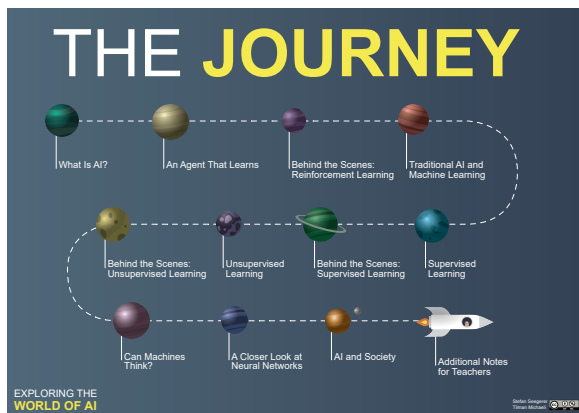 THE JOURNEY
What Is AI?
An Agent That Learns
Behind the Scenes:
Reinforcement Learning
Traditional AI and
Machine Learning
Behind the Scenes:
Unsupervised Learning
Unsupervised
Learning
Behind the Scenes:
Supervised Learning
Supervised
Learning
Can Machines
Think?
A Closer Look at
Neural Networks
AI and Society
Additional Notes
for Teachers
EXPLORING THE
WORLD OF AI
Stefan Seegerer
Tilman Michaeli